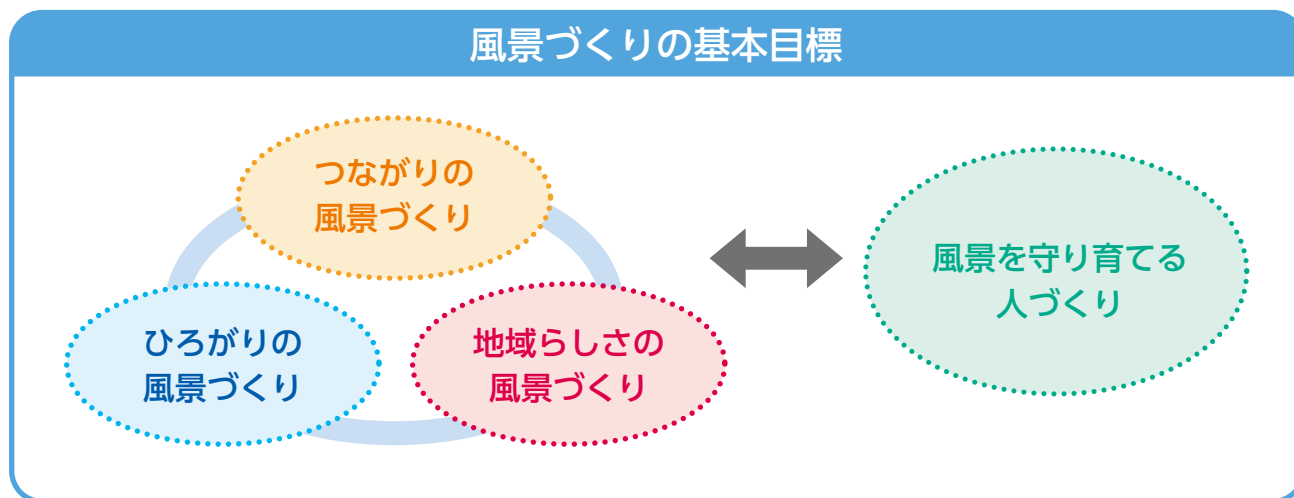 風景づくりの基本目標
つながりの
風景づくり
ひろがりの
風景づくり
地域らしさの
風景づくり
風景を守り育てる
人づくり